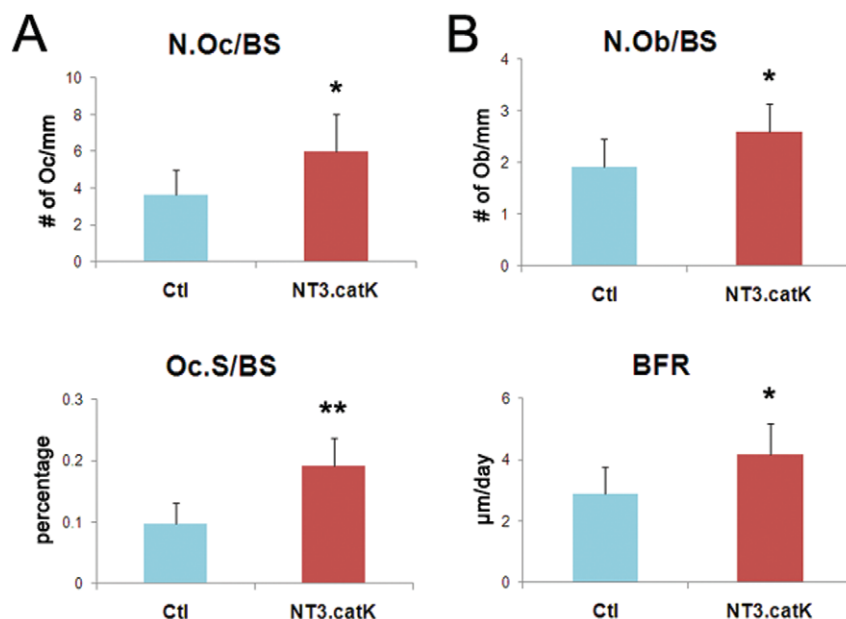 A
N.Oc/BS
*
# of Oc/mm
10
8
6
4
2
0
Ctl
NT3.catK
B
N.Ob/BS
*
# of Ob/mm
4
3
2
1
0
Ctl
NT3.catK
Oc.S/BS
**
percentage
0.3
0.2
0.1
0
Ctl
NT3.catK
BFR
*
µm/day
6
4
2
0
Ctl
NT3.catK